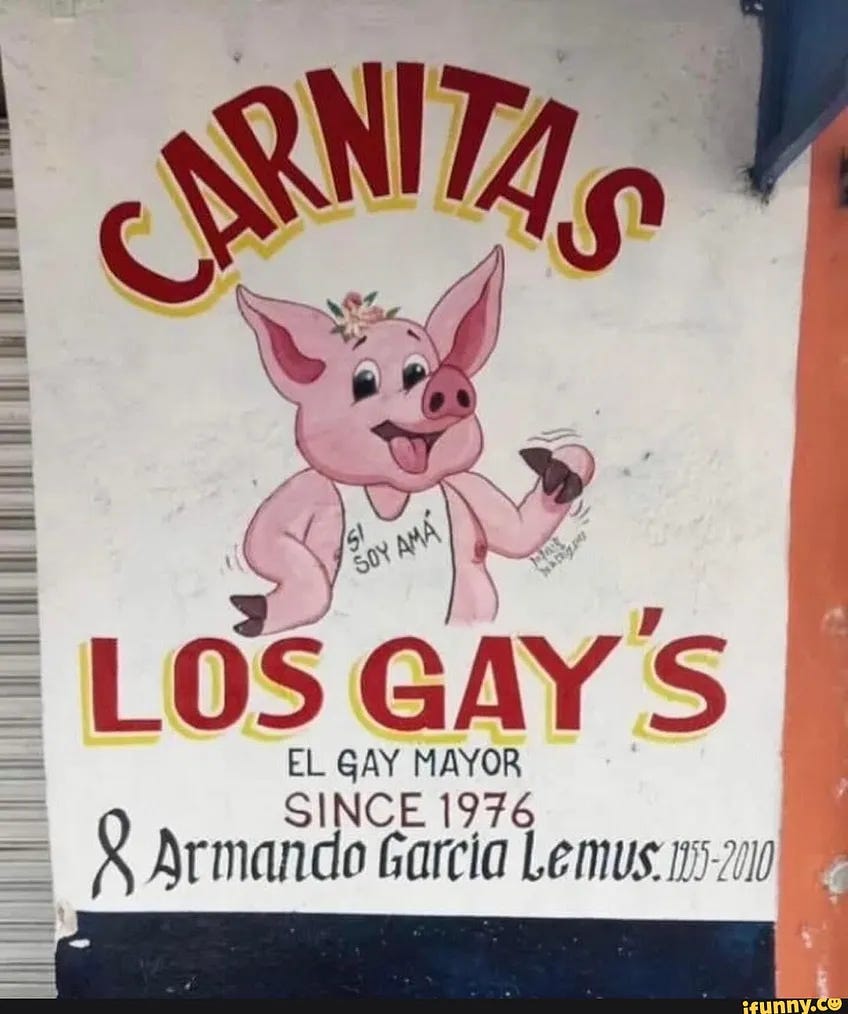 CARNITAS
SI
SOY AMÁ
LOS GAY'S
EL GAY MAYOR
SINCE 1976
Armando Garcia Lemus. 1955-2010
ifunny.co